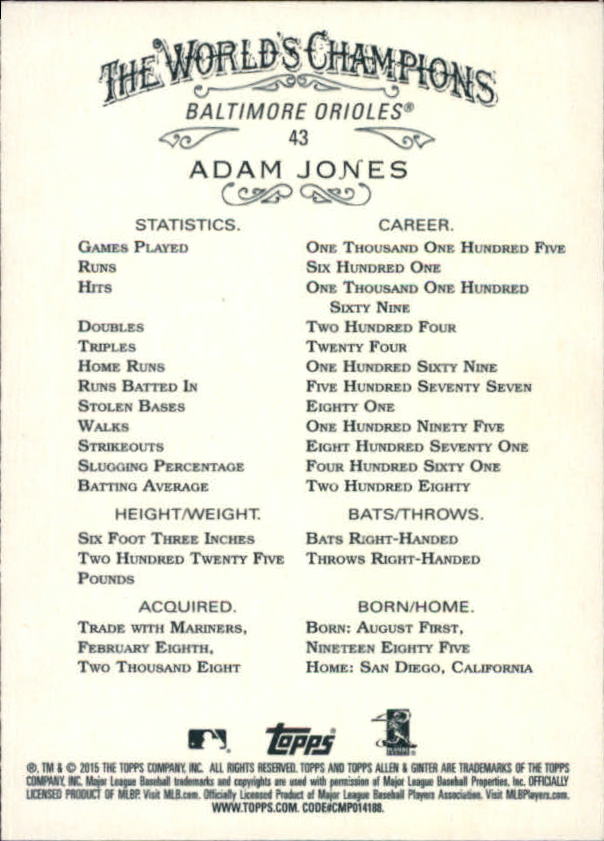 THE WORLD'S CHAMPIONS
BALTIMORE ORIOLES®
43
ADAM JONES
STATISTICS. CAREER.
GAMES PLAYED ONE THOUSAND ONE HUNDRED FIVE
RUNS SIX HUNDRED ONE
HITS ONE THOUSAND ONE HUNDRED
SIXTY NINE
DOUBLES TWO HUNDRED FOUR
TRIPLES TWENTY FOUR
HOME RUNS ONE HUNDRED SIXTY NINE
RUNS BATTED IN FIVE HUNDRED SEVENTY SEVEN
STOLEN BASES EIGHTY ONE
WALKS ONE HUNDRED NINETY FIVE
STRIKEOUTS EIGHT HUNDRED SEVENTY ONE
SLUGGING PERCENTAGE FOUR HUNDRED SIXTY ONE
BATTING AVERAGE TWO HUNDRED EIGHTY
HEIGHT/WEIGHT. BATS/THROWS.
SIX FOOT THREE INCHES BATS RIGHT-HANDED
TWO HUNDRED TWENTY FIVE THROWS RIGHT-HANDED
POUNDS
ACQUIRED. BORN/HOME.
TRADE WITH MARINERS, BORN: AUGUST FIRST,
FEBRUARY EIGHTH, NINETEEN EIGHTY FIVE
TWO THOUSAND EIGHT HOME: SAN DIEGO, CALIFORNIA
Topps
®, TM & © 2015 THE TOPPS COMPANY, INC. ALL RIGHTS RESERVED. TOPPS AND TOPPS ALLEN & GINTER ARE TRADEMARKS OF THE TOPPS
COMPANY, INC. Major League Baseball trademarks and copyrights are used with permission of Major League Baseball Properties, Inc. OFFICIALLY
LICENSED PRODUCT OF MLBP. Visit MLB.com. Officially Licensed Product of Major League Baseball Players Association. Visit MLBPlayers.com.
WWW.TOPPS.COM. CODE#CMP014188.